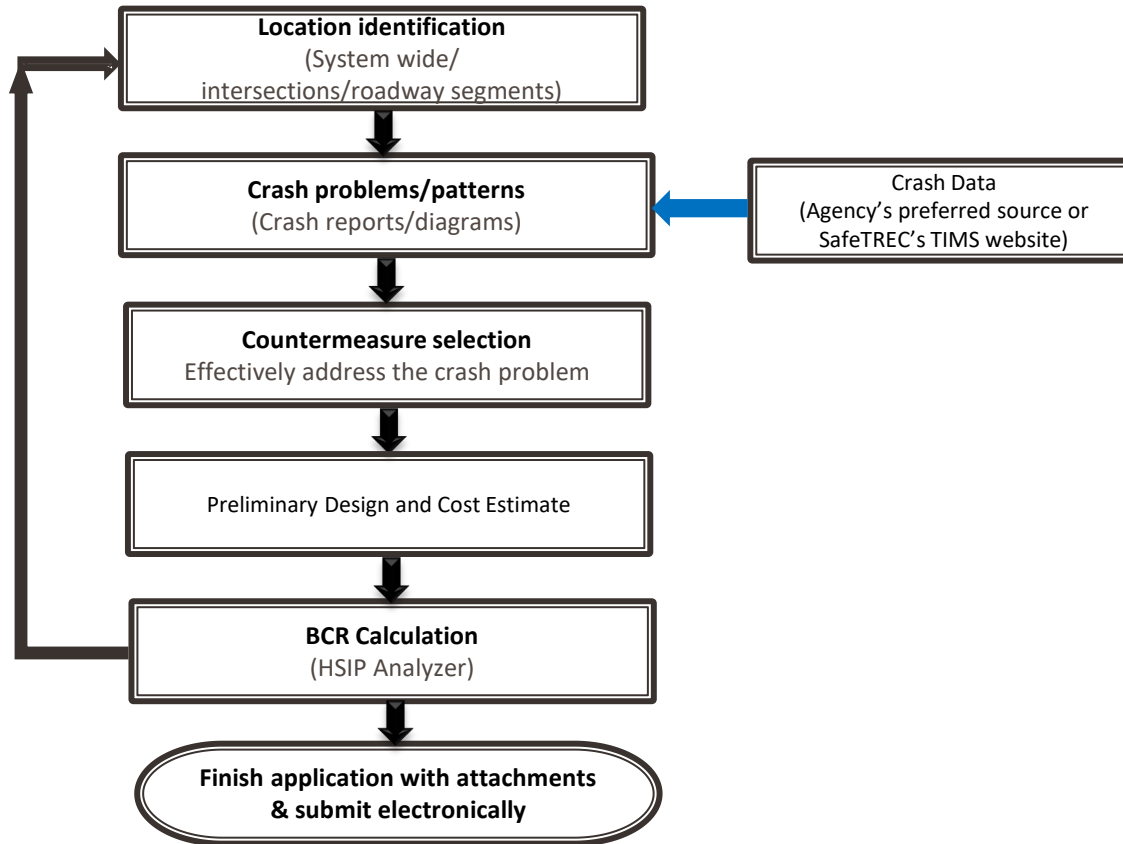 Location identification
(System wide/
intersections/roadway segments)
Crash problems/patterns
(Crash reports/diagrams)
Crash Data
(Agency’s preferred source or
SafeTREC’s TIMS website)
Countermeasure selection
Effectively address the crash problem
Preliminary Design and Cost Estimate
BCR Calculation
(HSIP Analyzer)
Finish application with attachments
& submit electronically